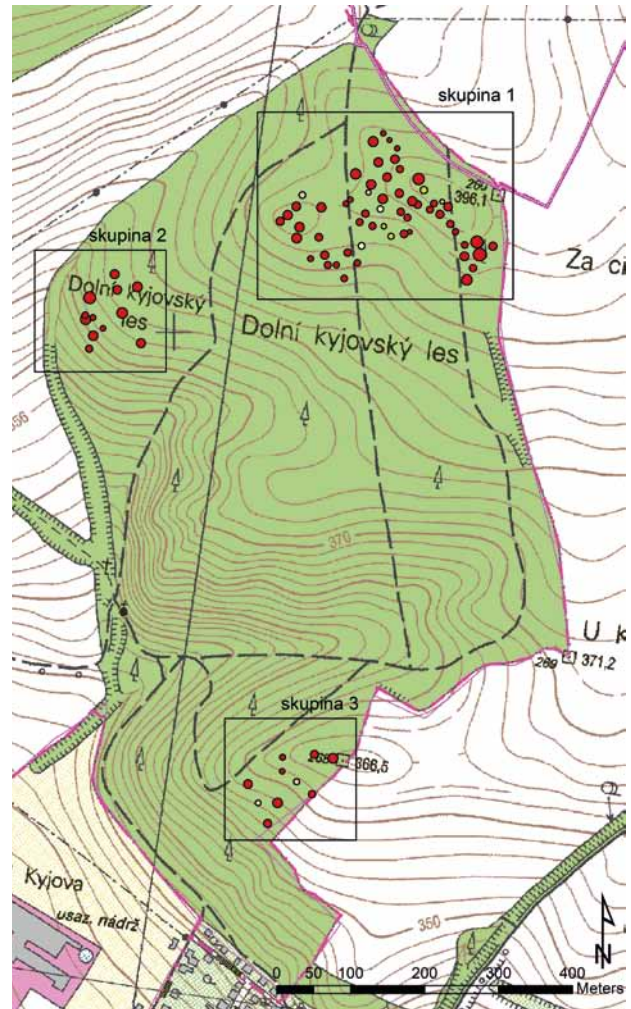 skupina 1
260
396,1
Za
skupina 2
Dolní kyjovský
les
Dolní kyjovský les
370
U
269 371,2
skupina 3
366,5
Kyjova
usaz. nádrž
350
N
0 50 100 200 300 400
Meters